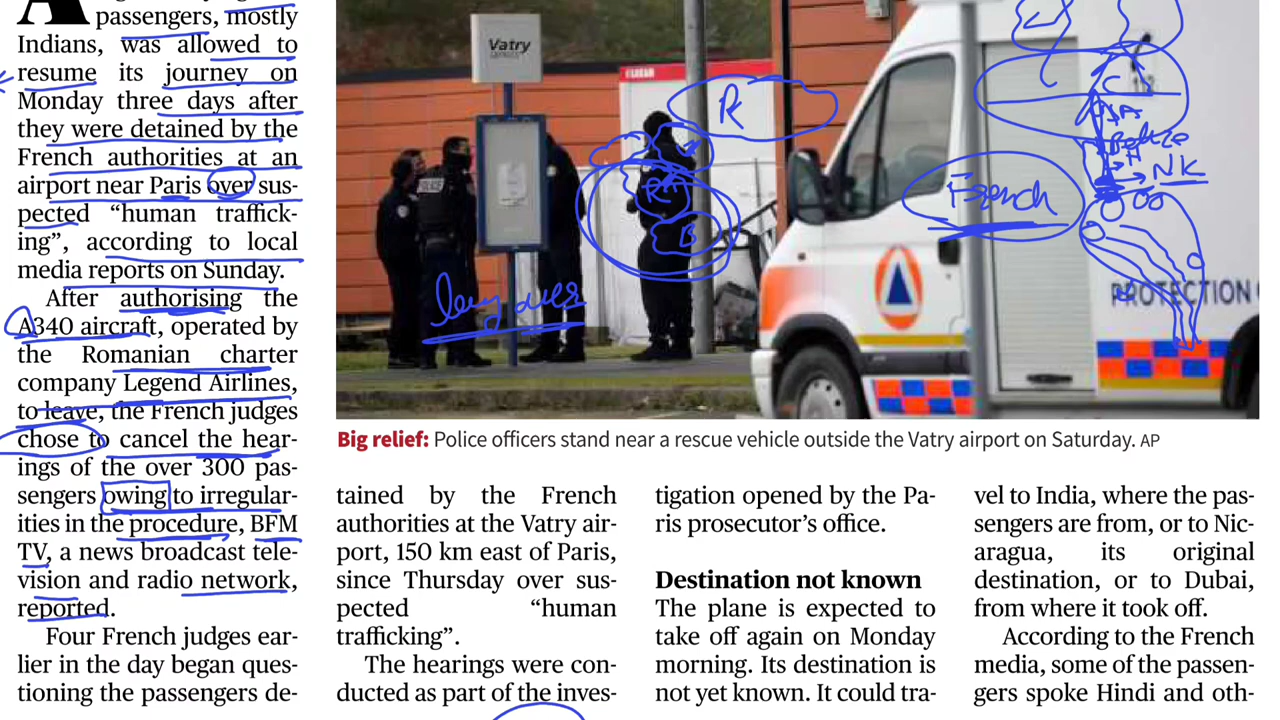 A
passengers, mostly
Indians, was allowed to
resume its journey on
Monday three days after
they were detained by the
French authorities at an
airport near Paris over sus-
pected “human traffick-
ing”, according to local
media reports on Sunday.
After authorising the
A340 aircraft, operated by
the Romanian charter
company Legend Airlines,
to leave, the French judges
chose to cancel the hear-
ings of the over 300 pas-
sengers owing to irregular-
ities in the procedure, BFM
TV, a news broadcast tele-
vision and radio network,
reported.
Four French judges ear-
lier in the day began ques-
tioning the passengers de-
Vatry
POLICE
R
B
French
C
A
Belize
H
NK
PROTECTION
Big relief: Police officers stand near a rescue vehicle outside the Vatry airport on Saturday. AP
tained by the French
authorities at the Vatry air-
port, 150 km east of Paris,
since Thursday over sus-
pected “human
trafficking”.
The hearings were con-
ducted as part of the inves-
tigation opened by the Pa-
ris prosecutor’s office.
Destination not known
The plane is expected to
take off again on Monday
morning. Its destination is
not yet known. It could tra-
vel to India, where the pas-
sengers are from, or to Nic-
aragua, its original
destination, or to Dubai,
from where it took off.
According to the French
media, some of the passen-
gers spoke Hindi and oth-